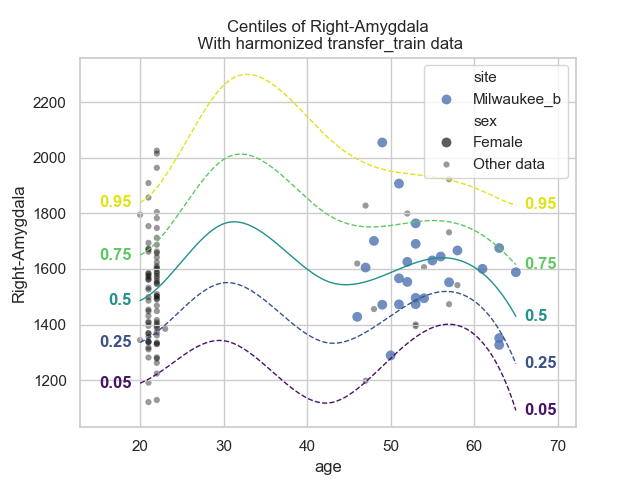 Centiles of Right-Amygdala
With harmonized transfer_train data
site
Milwaukee_b
sex
Female
Other data
Right-Amygdala
2200
2000
1800
1600
1400
1200
0.95
0.75
0.5
0.25
0.05
0.95
0.75
0.5
0.25
0.05
20 30 40 50 60 70
age